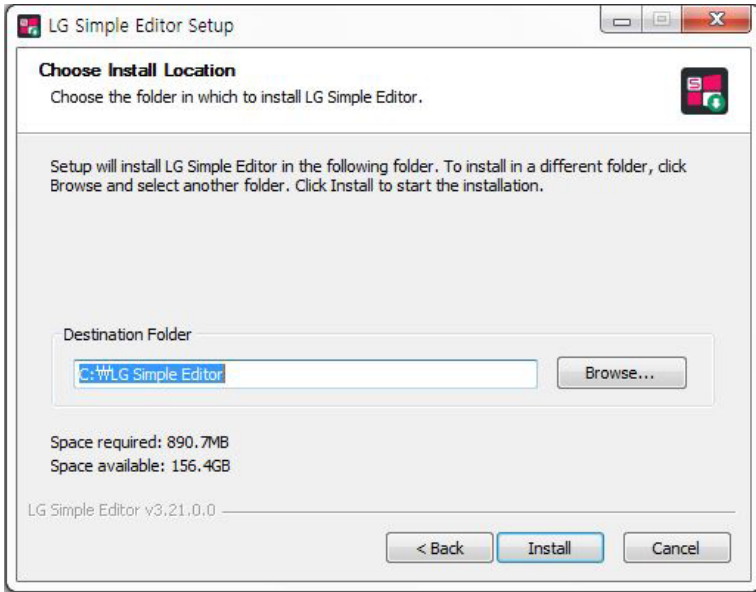 LG Simple Editor Setup
Choose Install Location
Choose the folder in which to install LG Simple Editor.
S
Setup will install LG Simple Editor in the following folder. To install in a different folder, click
Browse and select another folder. Click Install to start the installation.
Destination Folder
C:₩LG Simple Editor
Browse...
Space required: 890.7MB
Space available: 156.4GB
LG Simple Editor v3.21.0.0
< Back
Install
Cancel